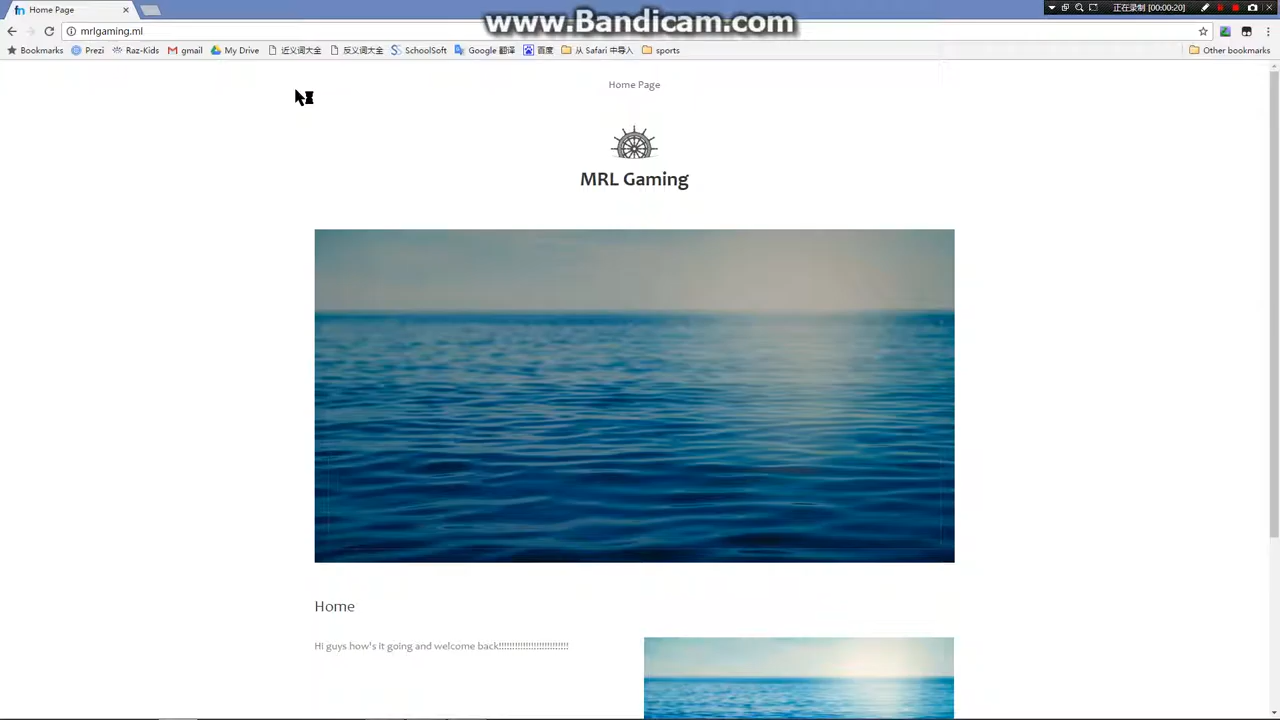 Home Page
www.Bandicam.com
正在录制 [00:00:20]
mrlgaming.ml
Bookmarks Prezi Raz-Kids gmail My Drive 近义词大全 反义词大全 SchoolSoft Google 翻译 百度 从 Safari 中导入 sports Other bookmarks
Home Page
MRL Gaming
Home
Hi guys how's it going and welcome back!!!!!!!!!!!!!!!!!!!!!!!!!!